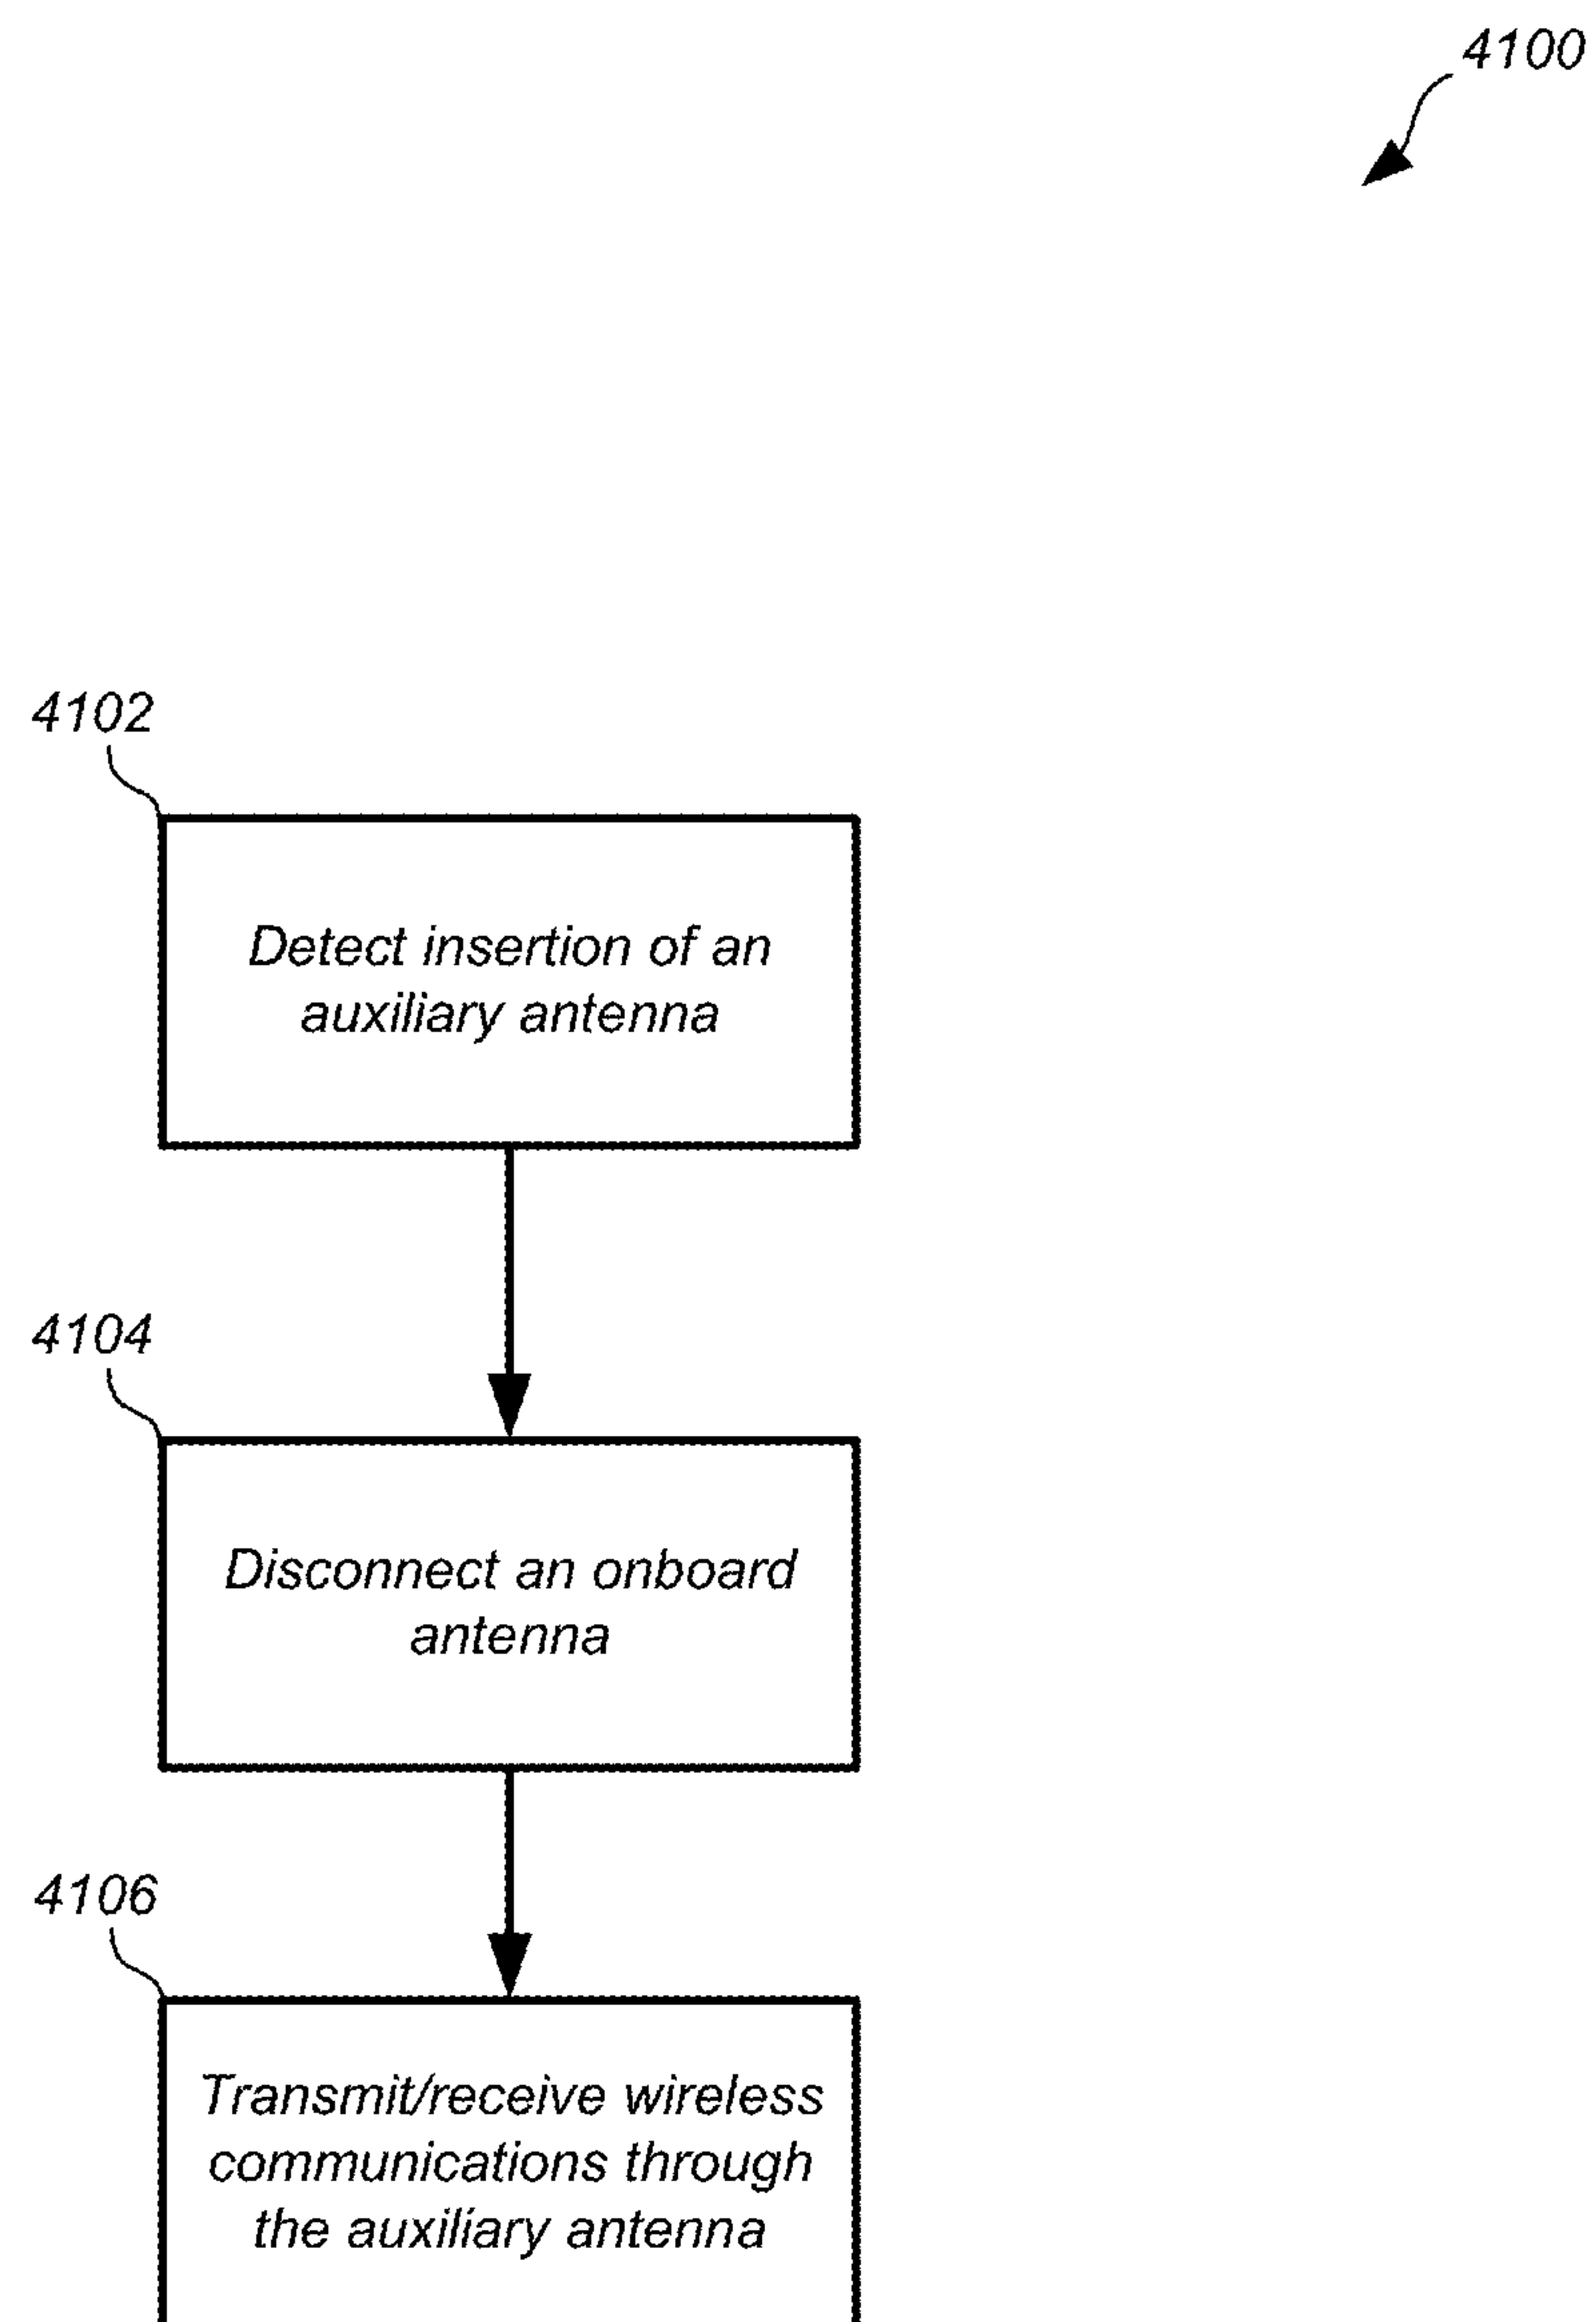 4100
4102
Detect insertion of an
auxiliary antenna
4104
Disconnect an onboard
antenna
4106
Transmit/receive wireless
communications through
the auxiliary antenna